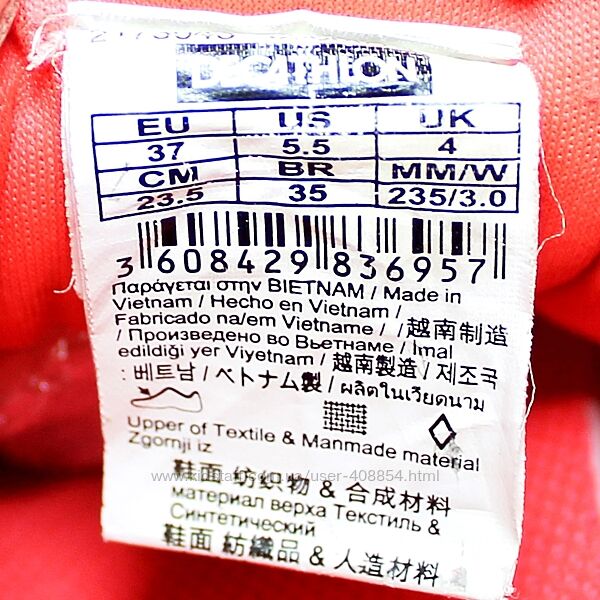 DECATHLON
EU US UK
37 5.5 4
CM BR MM/W
23.5 35 235/3.0
3 608429 836957
Παράγεται στην ΒΙΕΤΝΑΜ / Made in
Vietnam / Hecho en Vietnam /
Fabricado na/em Vietname / 越南制造
/ Произведено во Вьетнаме / Imal
edildiği yer Viyetnam / 越南製造 / 제조국
: 베트남 / ベトナム製 / ผลิตในเวียดนาม
Upper of Textile & Manmade material
Zgornji iz
鞋面 纺织物 & 合成材料
материал верха Текстиль &
Синтетический
鞋面 紡織品 & 人造材料